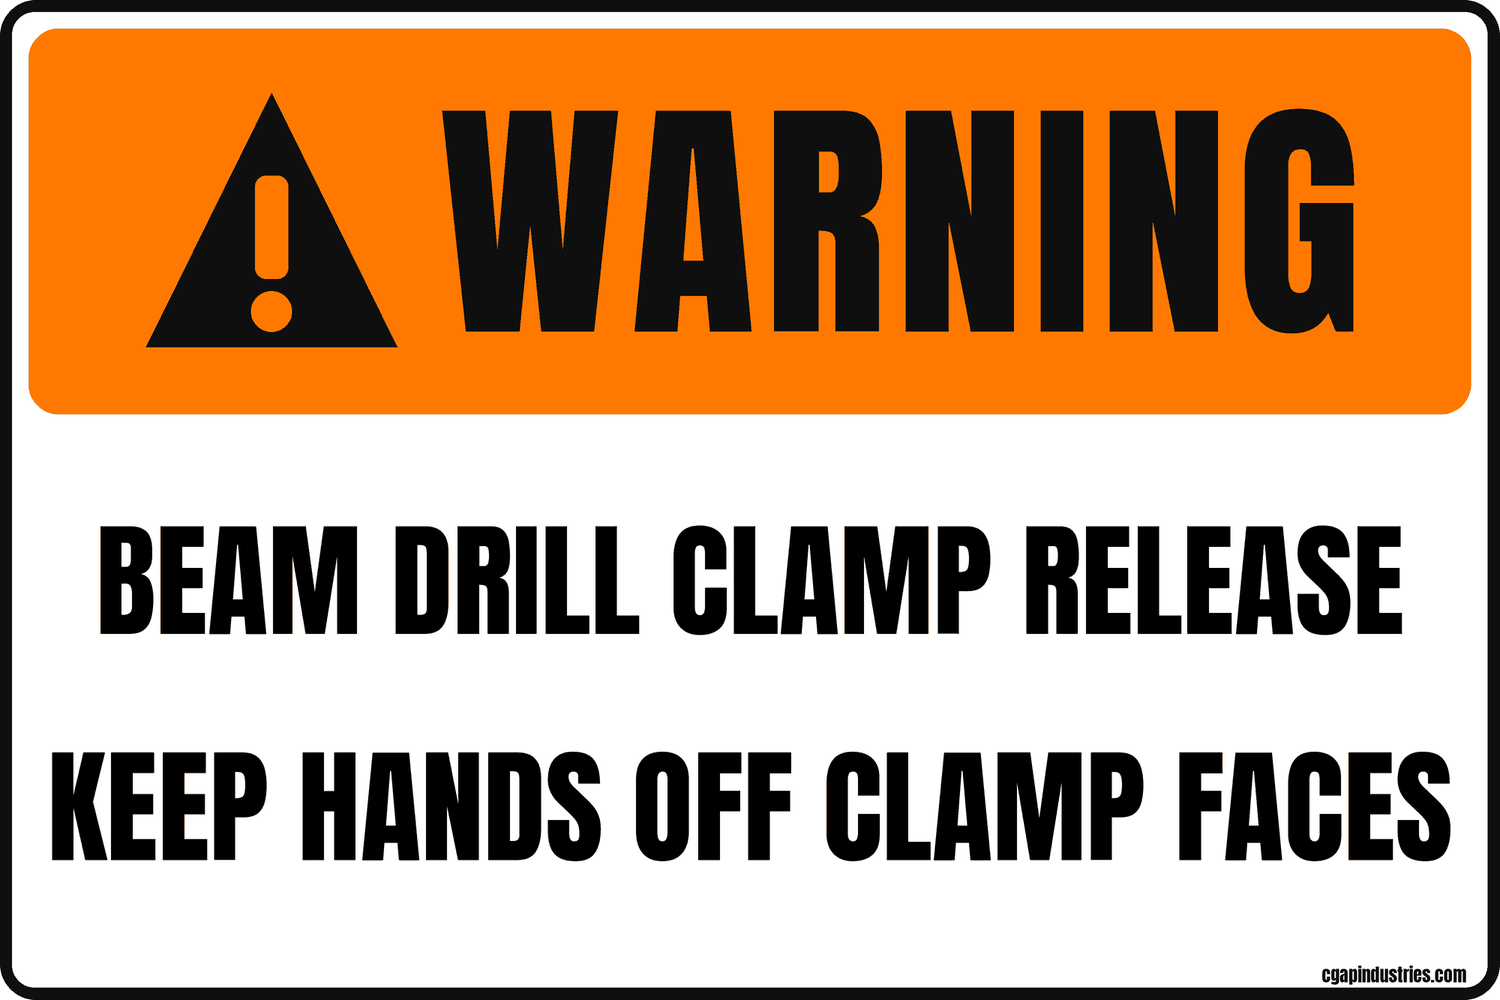 WARNING
BEAM DRILL CLAMP RELEASE
KEEP HANDS OFF CLAMP FACES
cgapindustries.com